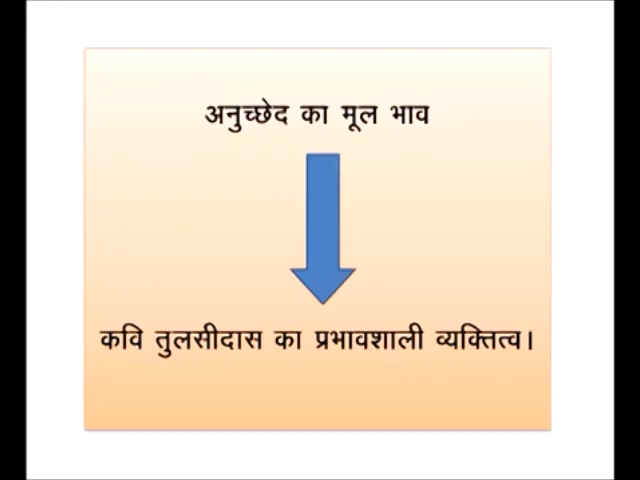 अनुच्छेद का मूल भाव
कवि तुलसीदास का प्रभावशाली व्यक्तित्व।